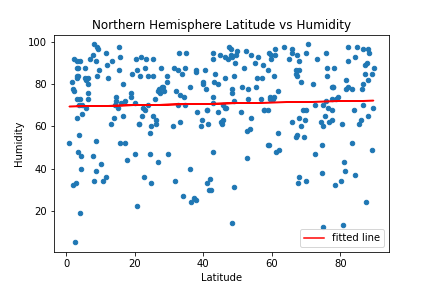 Northern Hemisphere Latitude vs Humidity
100
80
60
40
20
Humidity
0
20
40
60
80
Latitude
fitted line